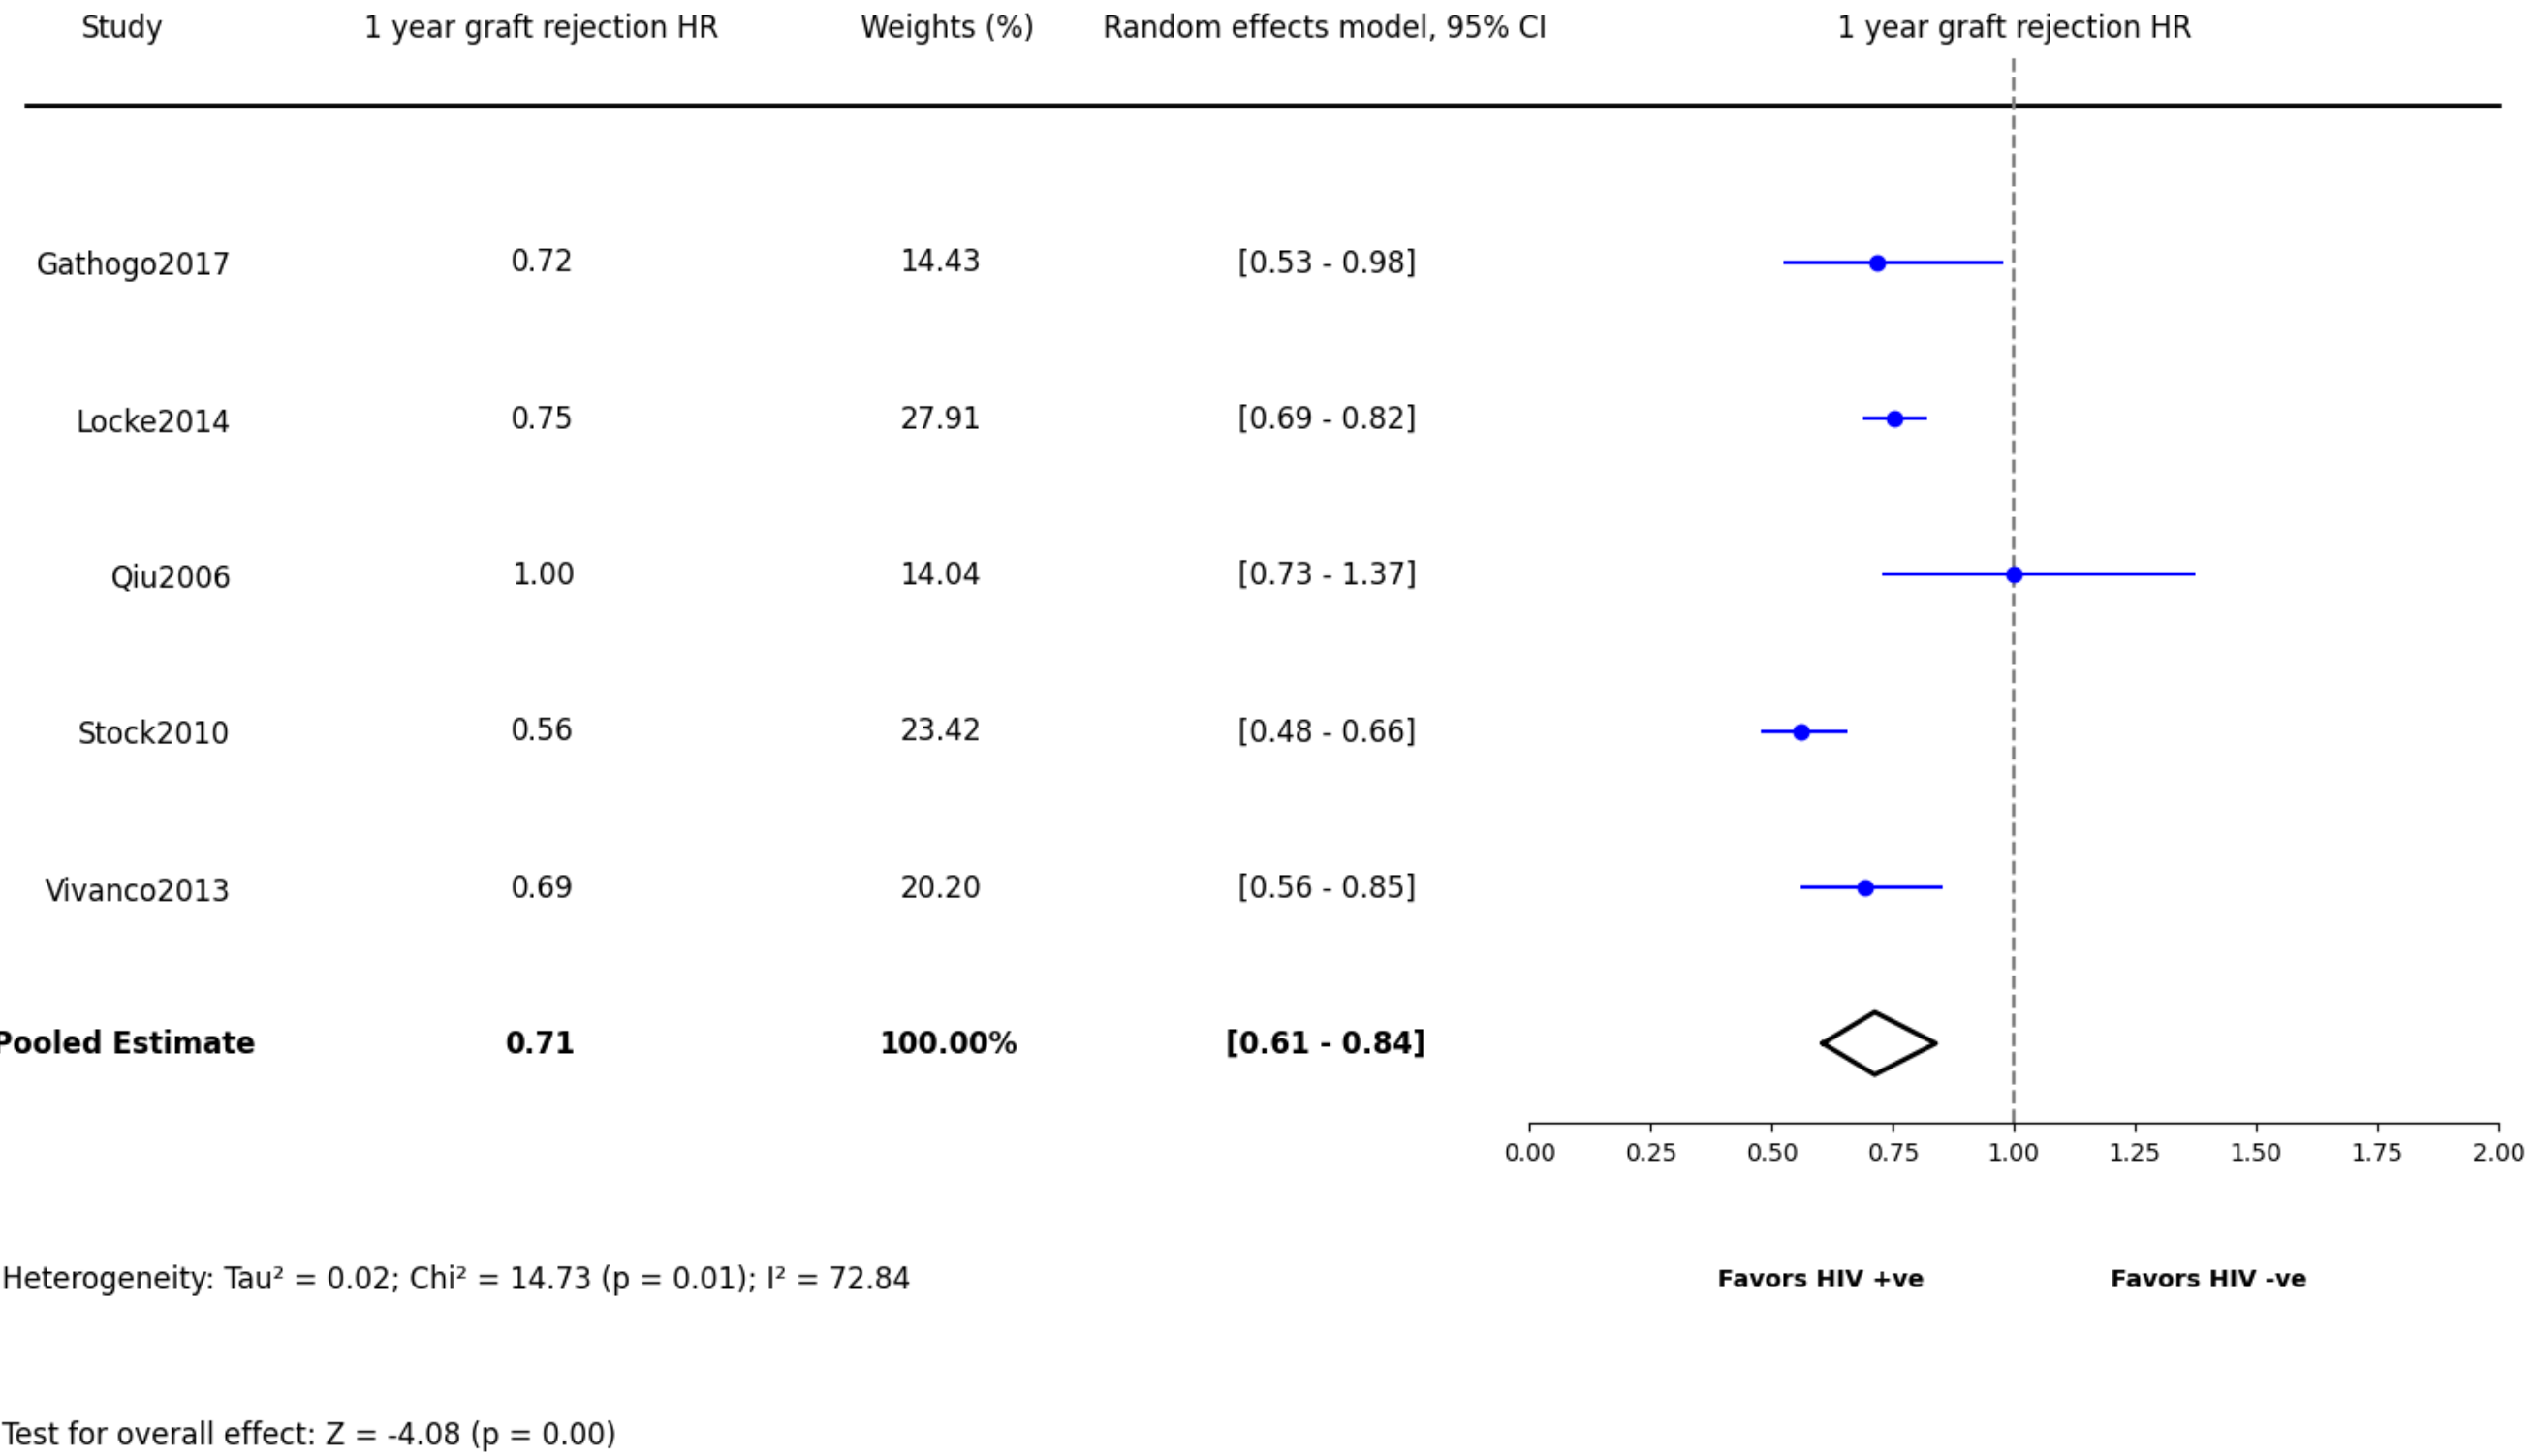 Study 1 year graft rejection HR Weights (%) Random effects model, 95% CI 1 year graft rejection HR
Gathogo2017 0.72 14.43 [0.53 - 0.98]
Locke2014 0.75 27.91 [0.69 - 0.82]
Qiu2006 1.00 14.04 [0.73 - 1.37]
Stock2010 0.56 23.42 [0.48 - 0.66]
Vivanco2013 0.69 20.20 [0.56 - 0.85]
Pooled Estimate 0.71 100.00% [0.61 - 0.84]
0.00 0.25 0.50 0.75 1.00 1.25 1.50 1.75 2.00
Heterogeneity: Tau² = 0.02; Chi² = 14.73 (p = 0.01); I² = 72.84 Favors HIV +ve Favors HIV -ve
Test for overall effect: Z = -4.08 (p = 0.00)